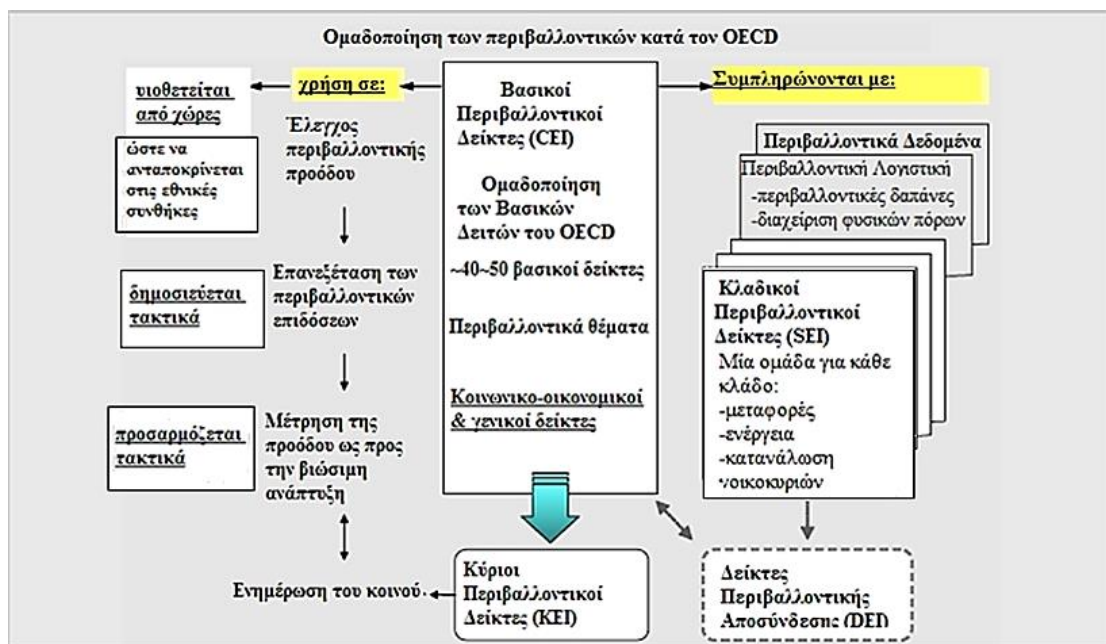 Ομαδοποίηση των περιβαλλοντικών κατά τον OECD
υιοθετείται
από χώρες
ώστε να
ανταποκρίνεται
στις εθνικές
συνθήκες
δημοσιεύεται
τακτικά
προσαρμόζεται
τακτικά
χρήση σε:
Έλεγχος
περιβαλλοντικής
προόδου
Επανεξέταση των
περιβαλλοντικών
επιδόσεων
Μέτρηση της
προόδου ως προς
την βιώσιμη
ανάπτυξη
Ενημέρωση του κοινού.
Βασικοί
Περιβαλλοντικοί
Δείκτες (CEI)
Ομαδοποίηση
των Βασικών
Δειτών του OECD
~40~50 βασικοί δείκτες
Περιβαλλοντικά θέματα
Κοινωνικο-οικονομικοί
& γενικοί δείκτες
Κύριοι
Περιβαλλοντικοί
Δείκτες (KEI)
Συμπληρώνονται με:
Περιβαλλοντικά Δεδομένα
Περιβαλλοντική Λογιστική
-περιβαλλοντικές δαπάνες
-διαχείριση φυσικών πόρων
Κλαδικοί
Περιβαλλοντικοί
Δείκτες (SEI)
Μία ομάδα για κάθε
κλάδο:
-μεταφορές
-ενέργεια
-κατανάλωση
νοικοκυριών
Δείκτες
Περιβαλλοντικής
Αποσύνδεσης (DEI)